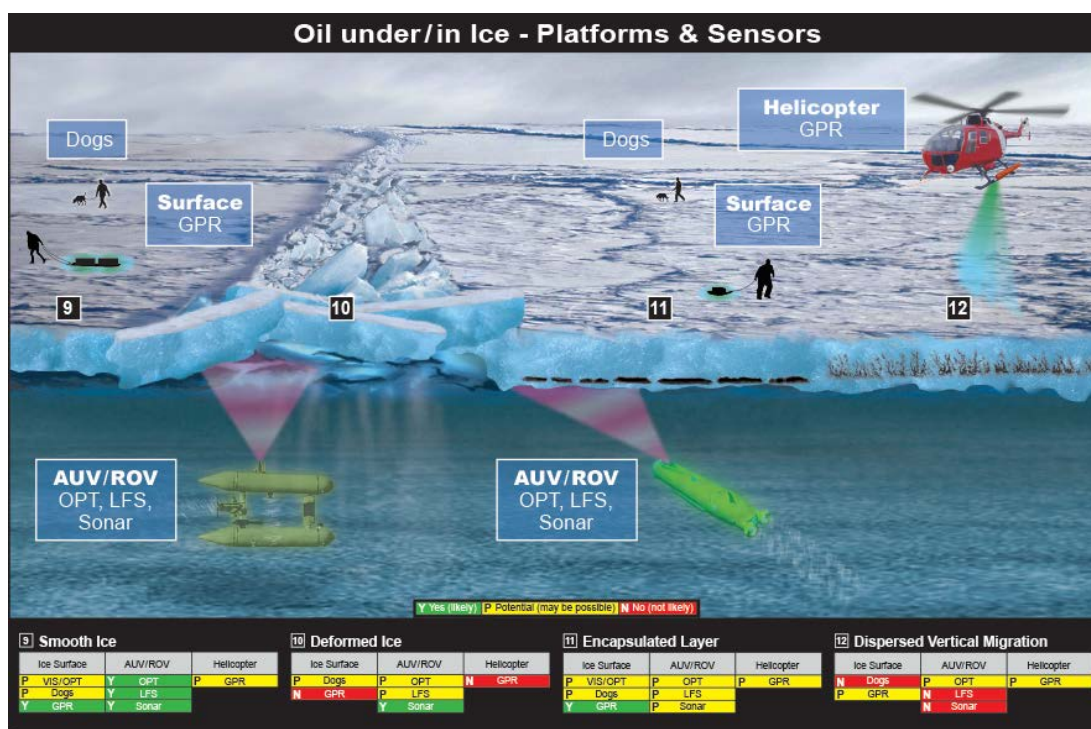 Oil under/in Ice - Platforms & Sensors
Helicopter
GPR
Dogs
Dogs
Surface
GPR
Surface
GPR
9
10
11
12
AUV/ROV
OPT, LFS,
Sonar
AUV/ROV
OPT, LFS,
Sonar
Y Yes (likely) P Potential (may be possible) N No (not likely)
9 Smooth Ice
Ice Surface AUV/ROV Helicopter
P VIS/OPT Y OPT P GPR
P Dogs Y LFS
Y GPR Y Sonar
10 Deformed Ice
Ice Surface AUV/ROV Helicopter
P Dogs P OPT N GPR
N GPR P LFS
Y Sonar
11 Encapsulated Layer
Ice Surface AUV/ROV Helicopter
P VIS/OPT P OPT P GPR
P Dogs P LFS
Y GPR P Sonar
12 Dispersed Vertical Migration
Ice Surface AUV/ROV Helicopter
N Dogs P OPT P GPR
P GPR N LFS
N Sonar